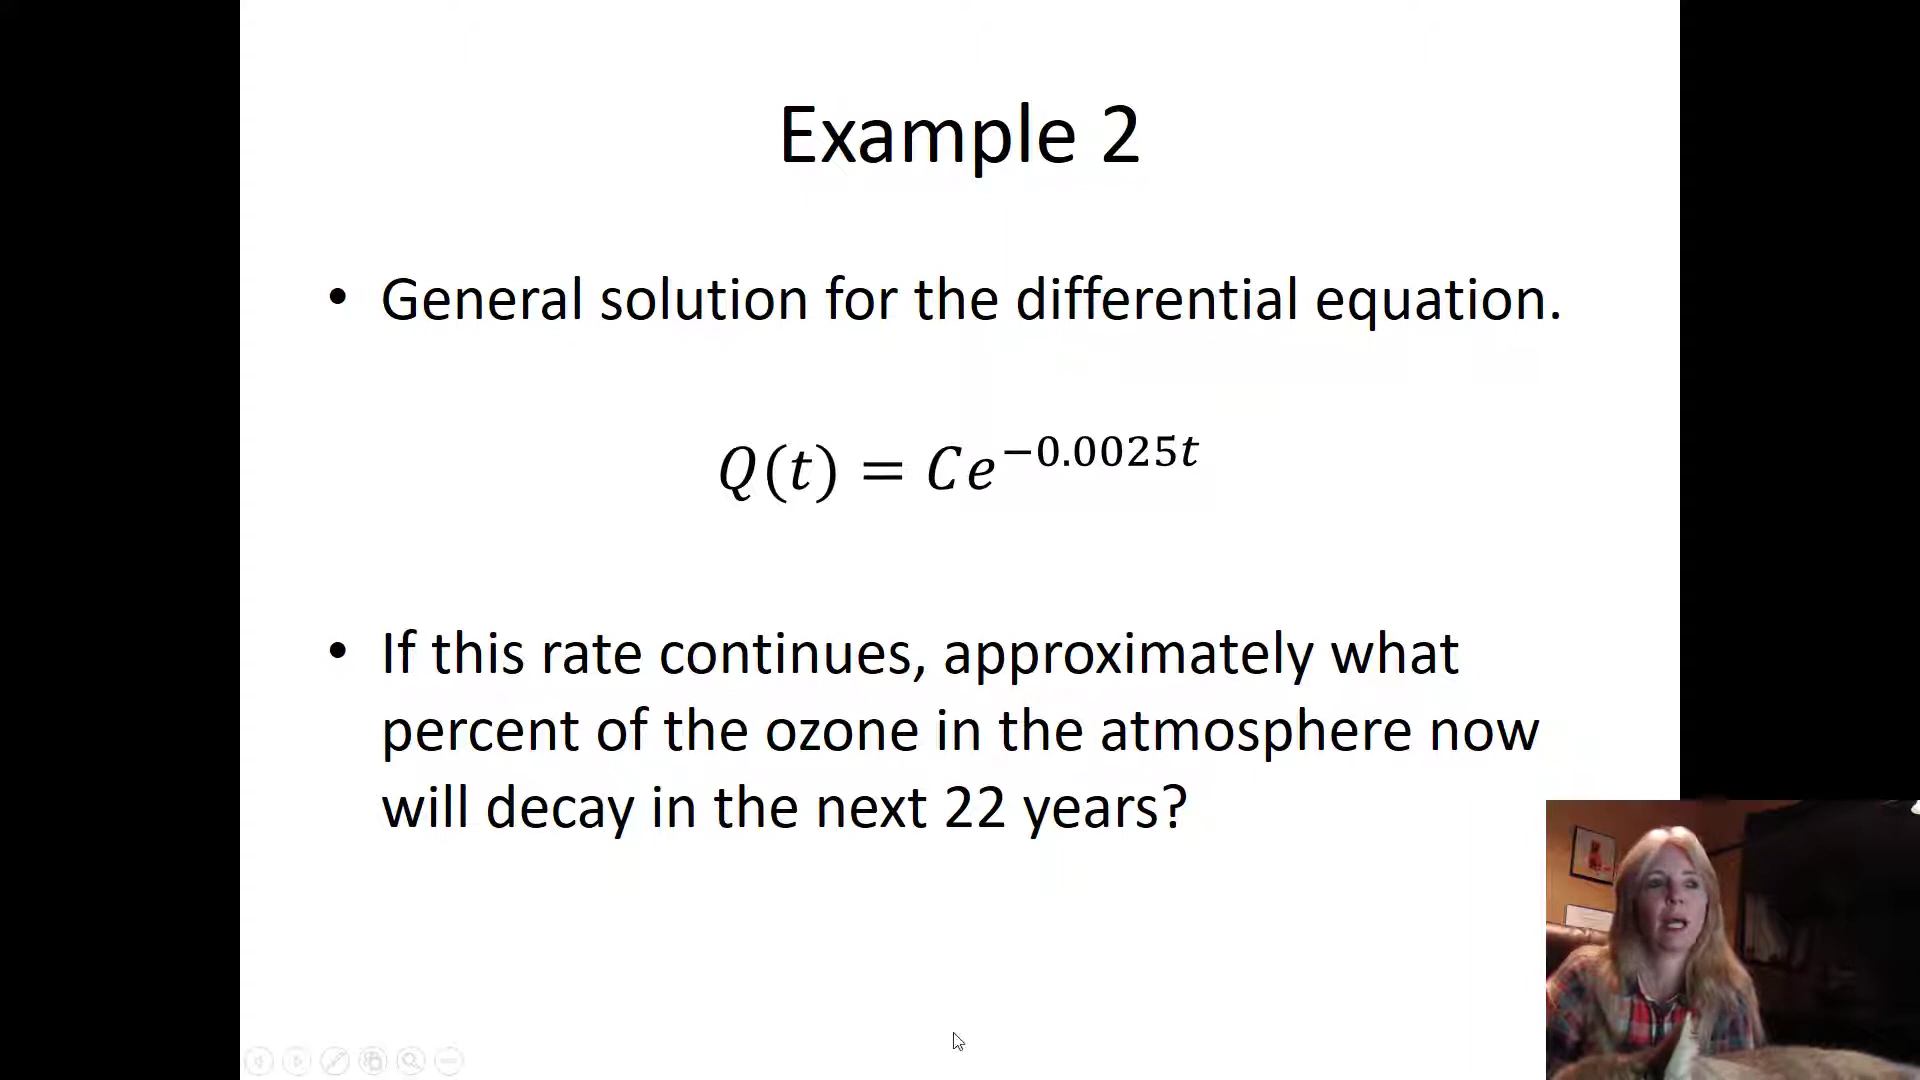 Example 2
• General solution for the differential equation.
Q(t) = Ce^{-0.0025t}
• If this rate continues, approximately what
percent of the ozone in the atmosphere now
will decay in the next 22 years?